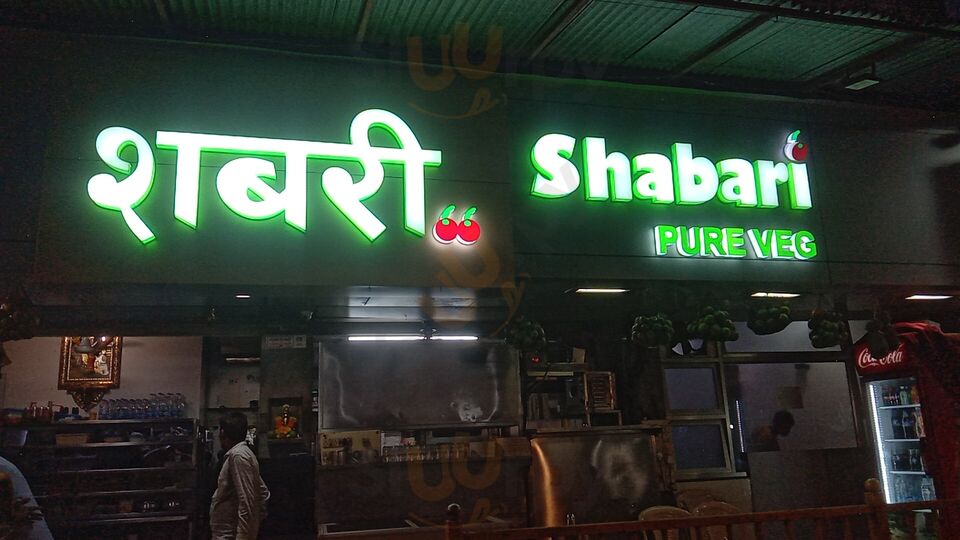 शबरी
Shabari
PURE VEG
Coca-Cola